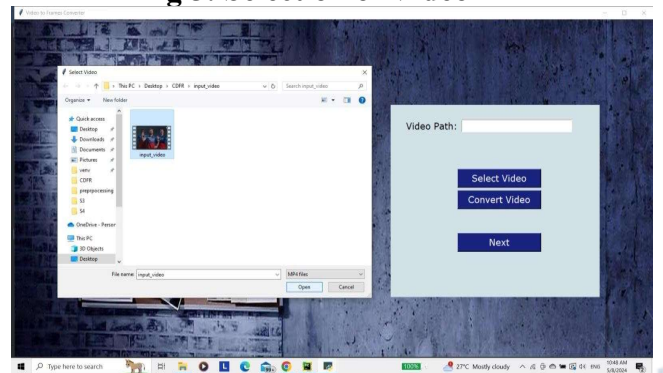 Video to Frames Converter
Select Video
This PC > Desktop > CDFR > input_video
Search input_video
Organize
New folder
Quick access
Desktop
Downloads
Documents
Pictures
venv
CDFR
preprpocessing
S3
S4
OneDrive - Person
This PC
3D Objects
Desktop
input_video
File name: input_video
MP4 files
Open
Cancel
Video Path:
Select Video
Convert Video
Next
Type here to search
99+
100%
27°C Mostly cloudy
ENG
10:48 AM
5/8/2024